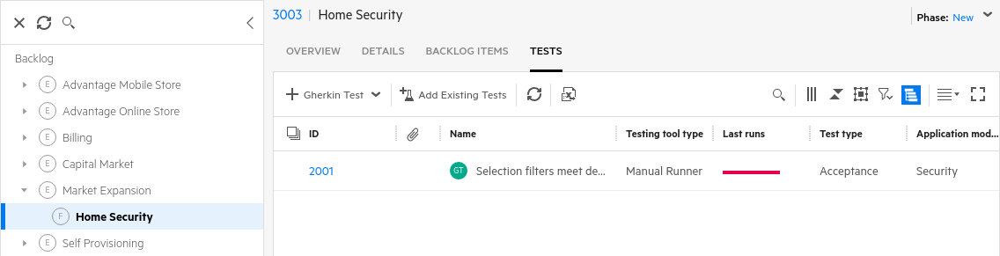 3003 | Home Security
Phase: New
Backlog
E Advantage Mobile Store
E Advantage Online Store
E Billing
E Capital Market
E Market Expansion
F Home Security
E Self Provisioning
OVERVIEW DETAILS BACKLOG ITEMS TESTS
Gherkin Test Add Existing Tests
ID Name Testing tool type Last runs Test type Application mod...
2001 GT Selection filters meet de... Manual Runner Acceptance Security